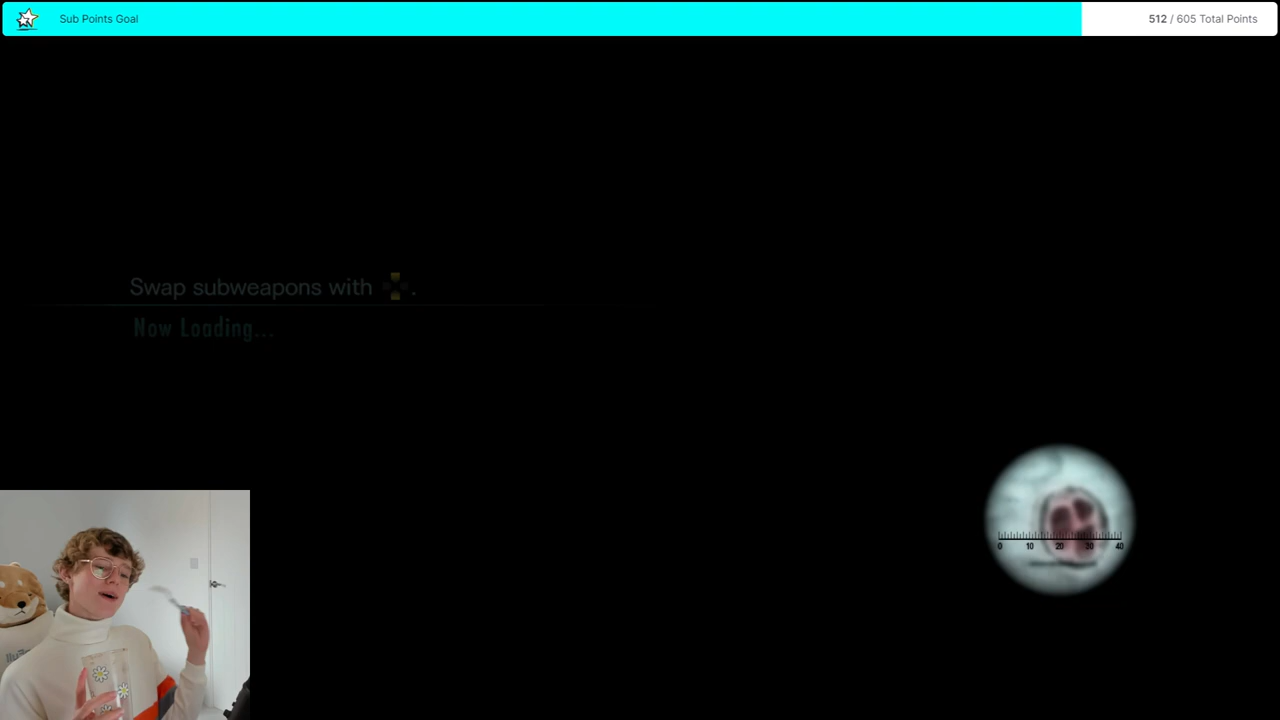 Sub Points Goal
512 / 605 Total Points
Swap subweapons with .
Now Loading...
0 10 20 30 40